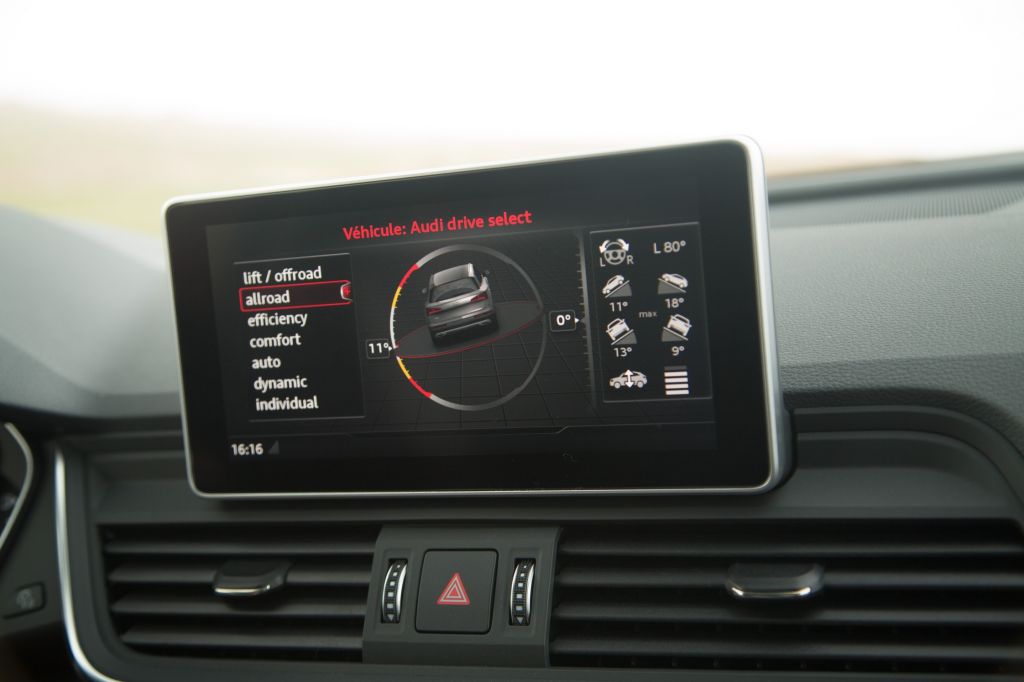 Véhicule: Audi drive select
lift / offroad
allroad
efficiency
comfort
auto
dynamic
individual
11°
0°
L R
L 80°
11° 18°
max
13° 9°
16:16